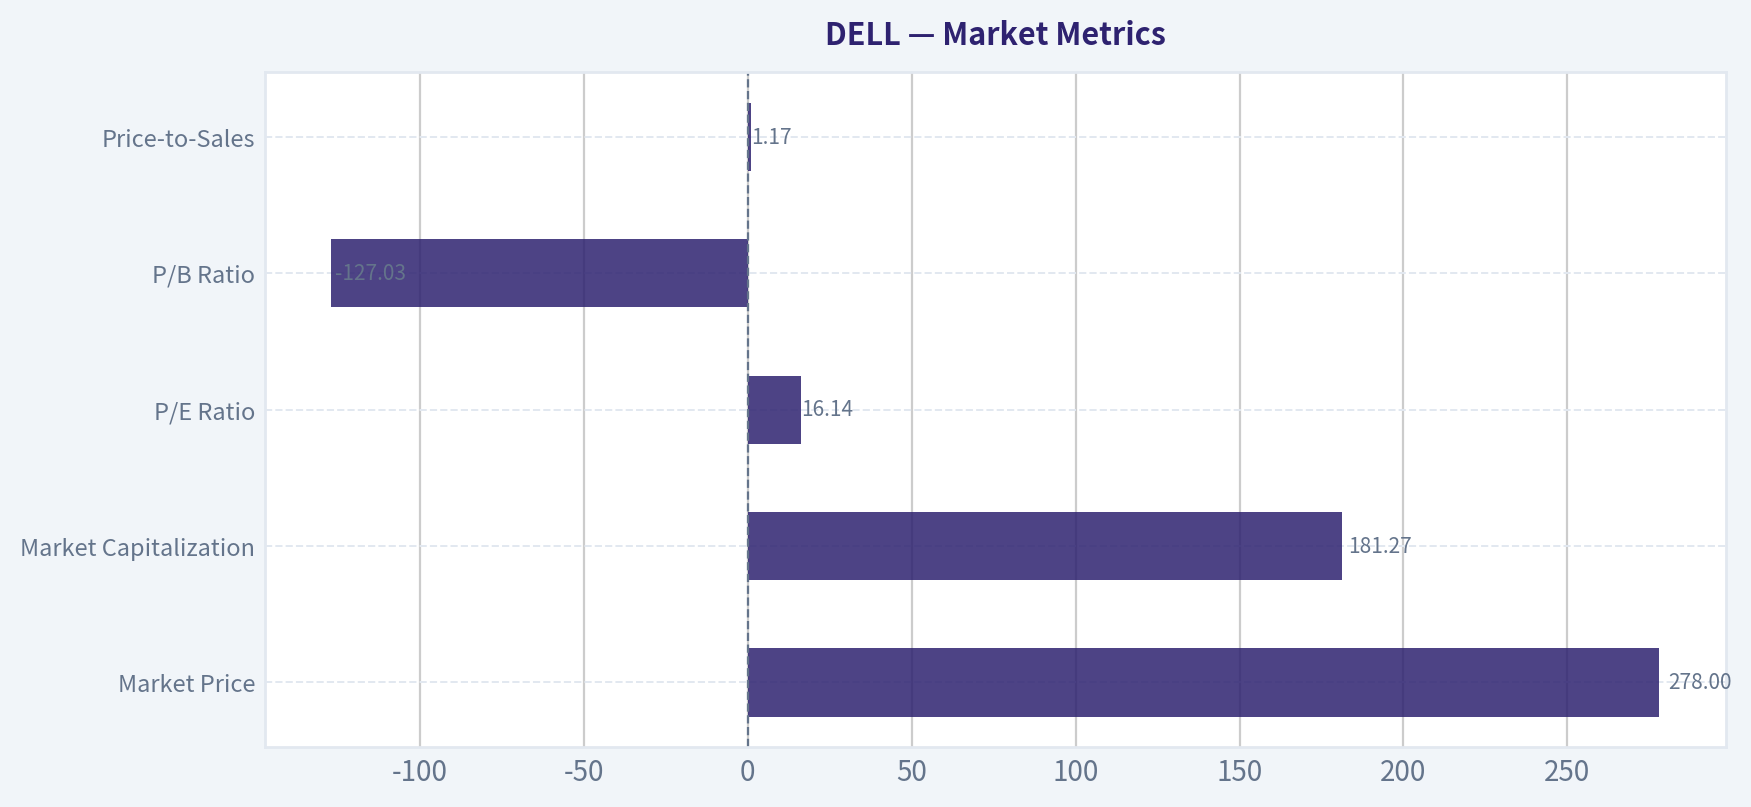 DELL — Market Metrics
Price-to-Sales
1.17
P/B Ratio
-127.03
P/E Ratio
16.14
Market Capitalization
181.27
Market Price
278.00
-100 -50 0 50 100 150 200 250